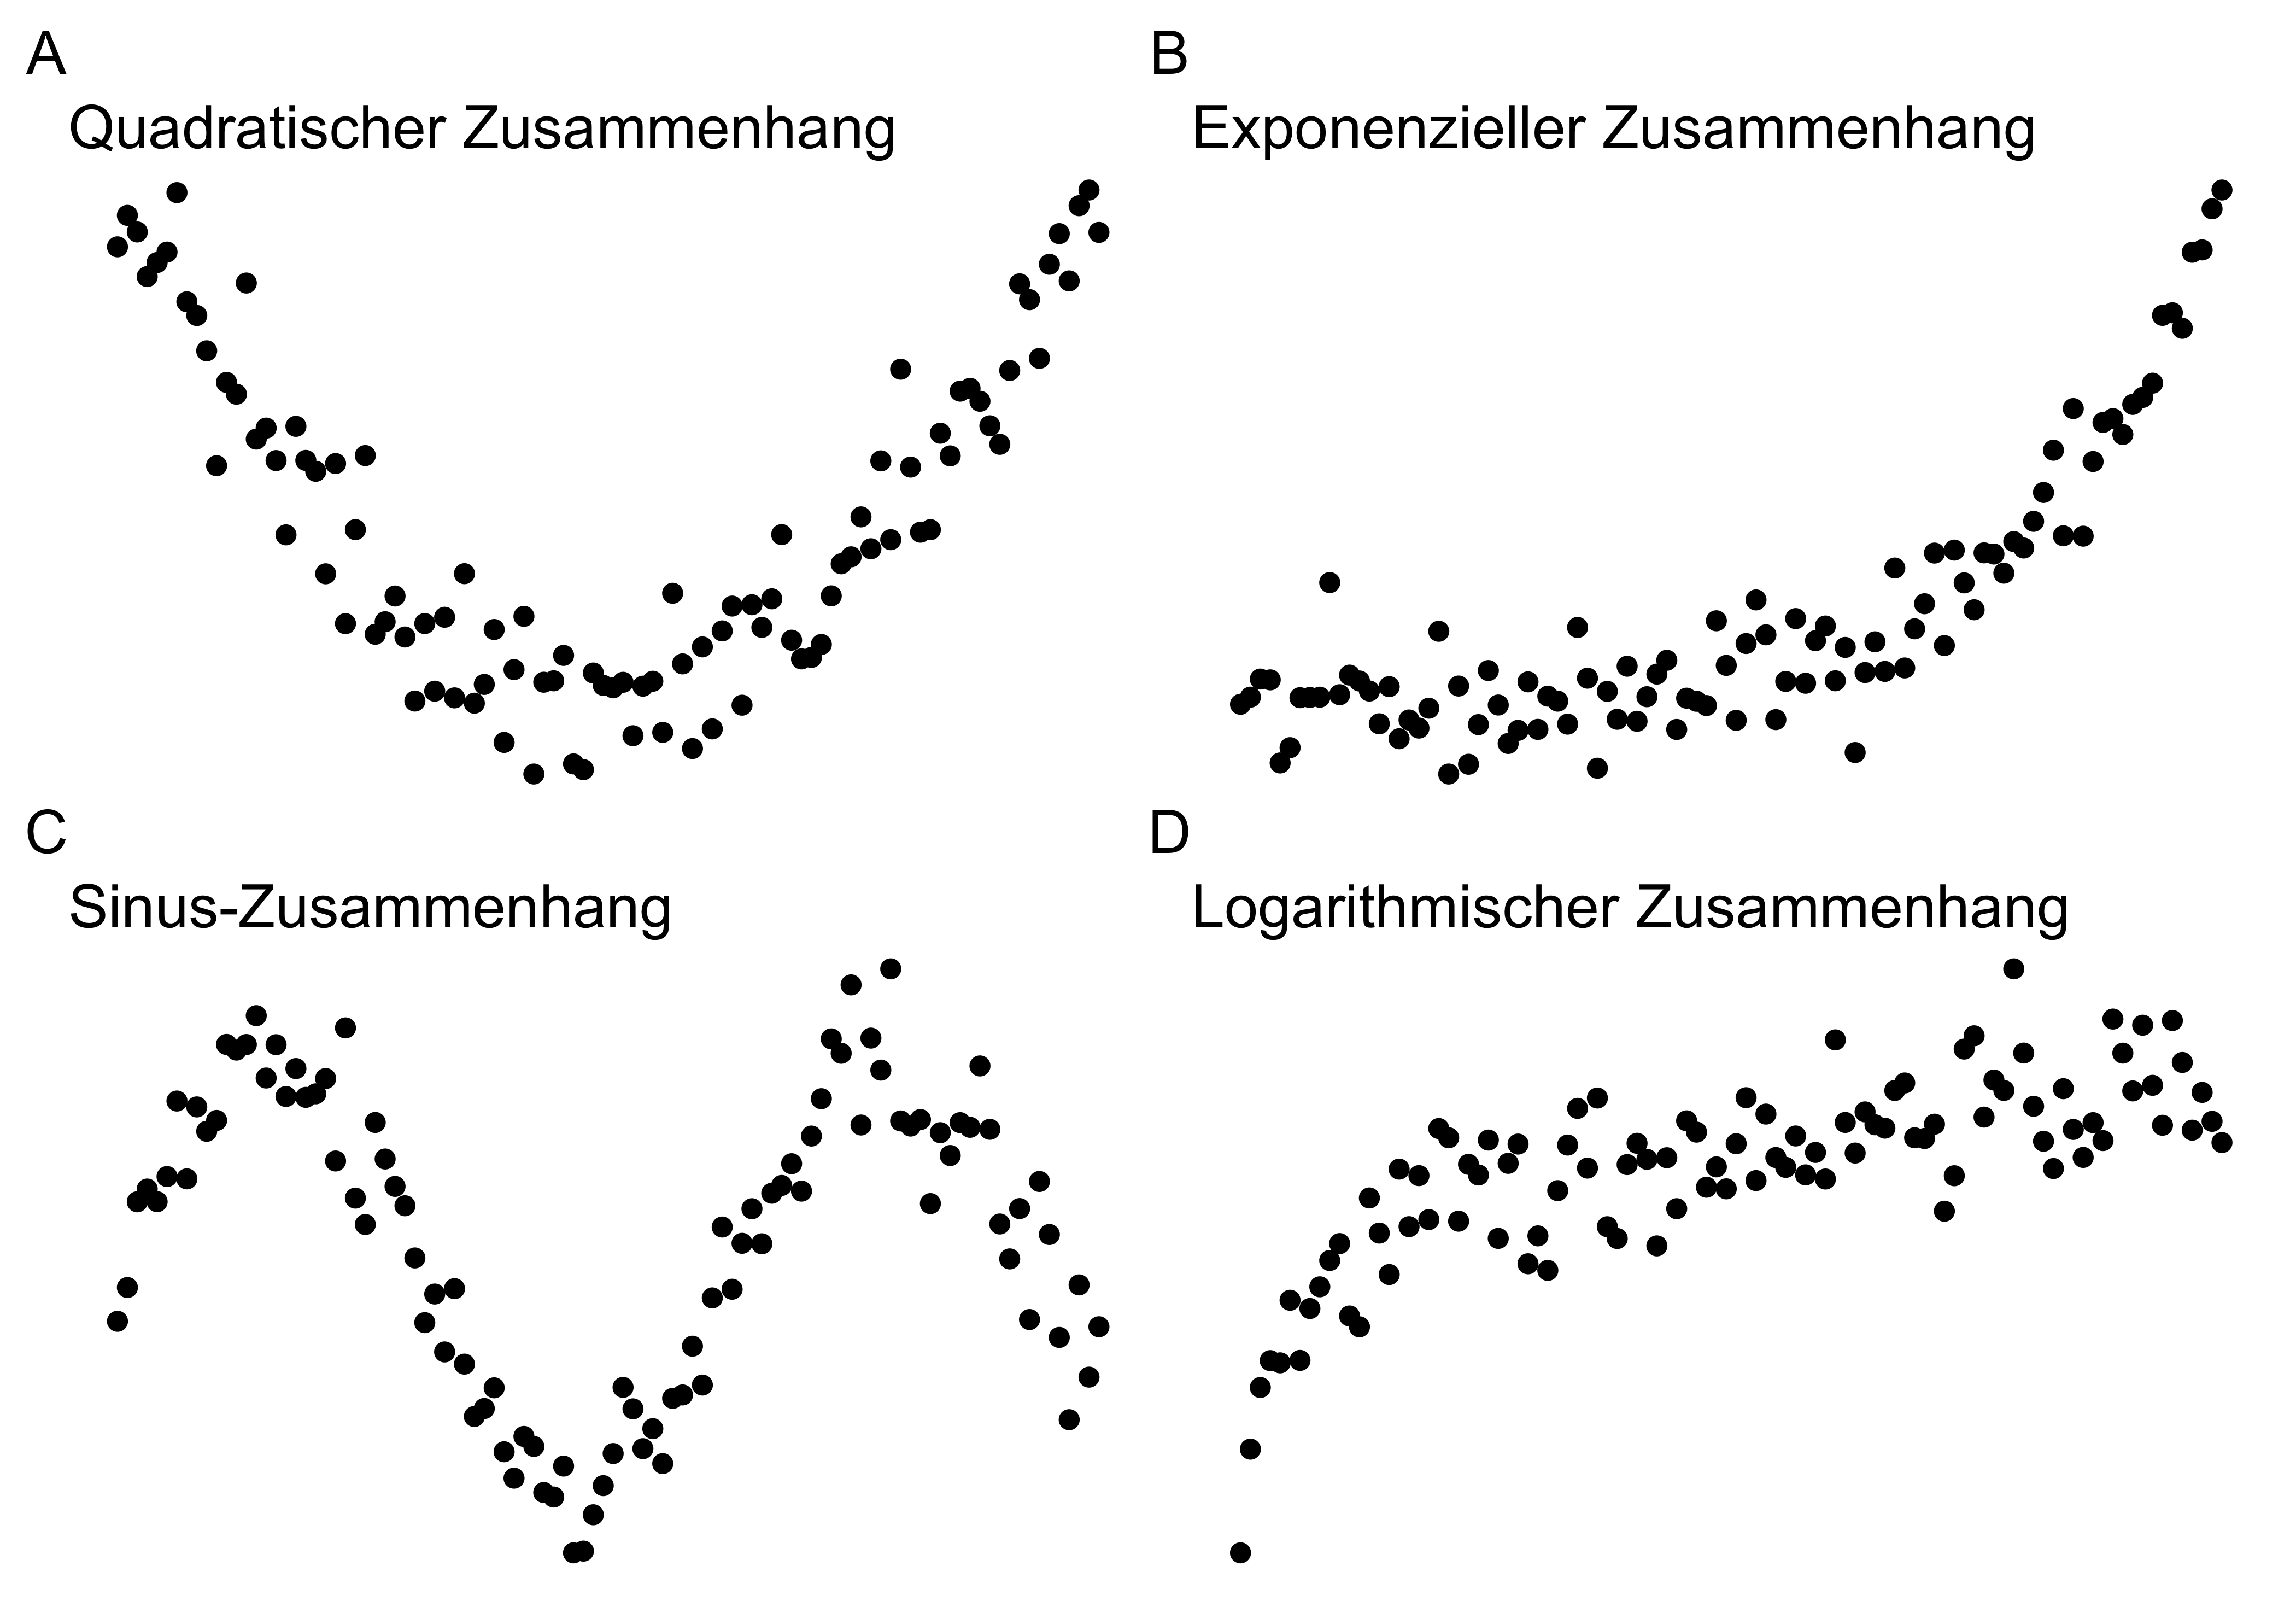 A
Quadratischer Zusammenhang
B
Exponenzieller Zusammenhang
C
Sinus-Zusammenhang
D
Logarithmischer Zusammenhang